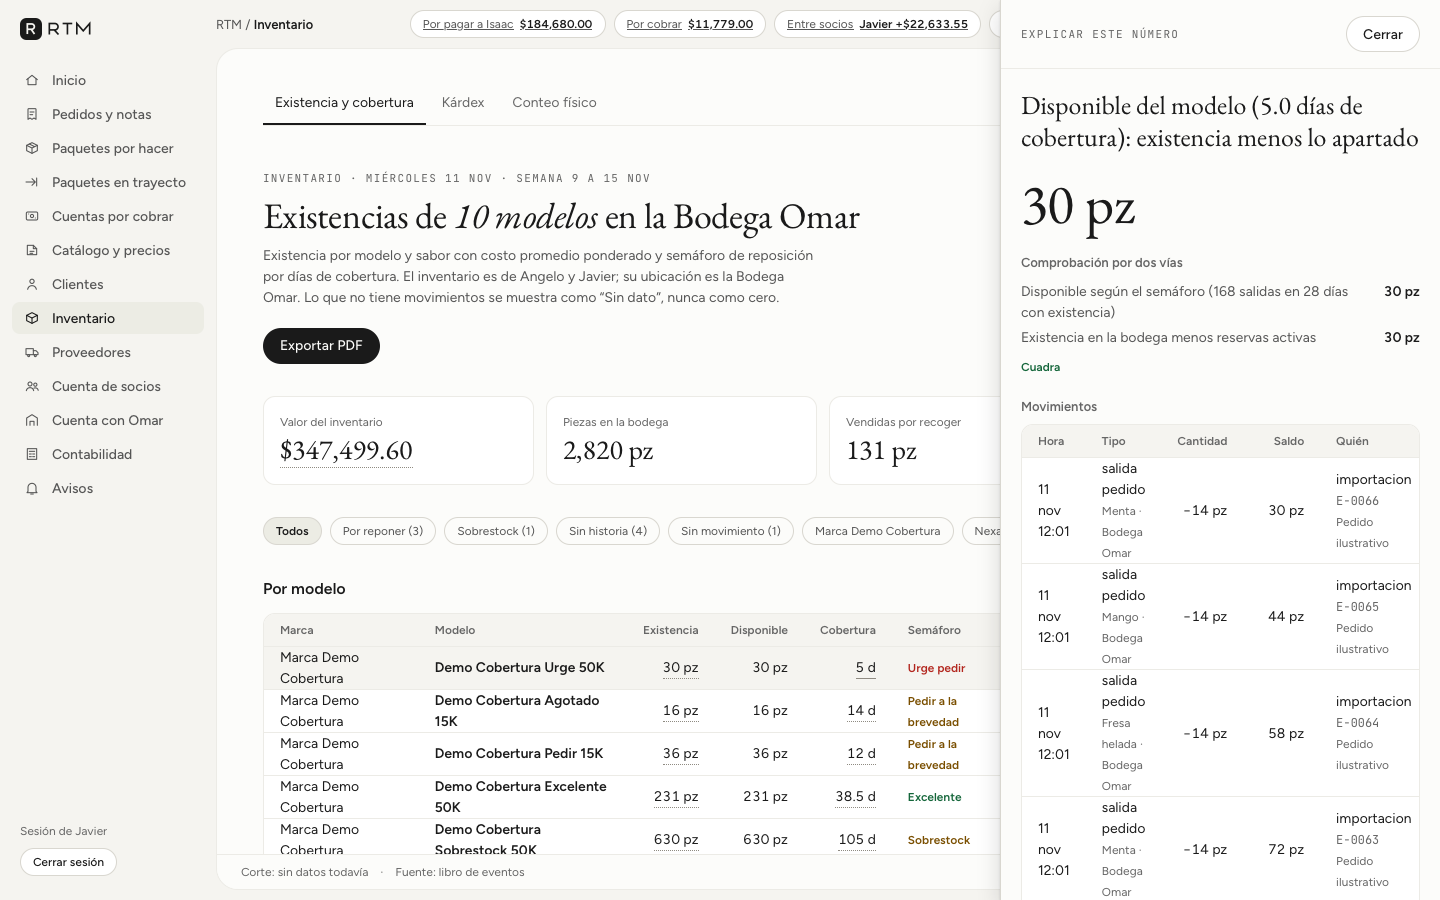 R RTM
Inicio
Pedidos y notas
Paquetes por hacer
Paquetes en trayecto
Cuentas por cobrar
Catálogo y precios
Clientes
Inventario
Proveedores
Cuenta de socios
Cuenta con Omar
Contabilidad
Avisos
Sesión de Javier
Cerrar sesión
RTM / Inventario
Por pagar a Isaac $184,680.00
Por cobrar $11,779.00
Entre socios Javier +$22,633.55
Existencia y cobertura
Kárdex
Conteo físico
INVENTARIO · MIÉRCOLES 11 NOV · SEMANA 9 A 15 NOV
Existencias de 10 modelos en la Bodega Omar
Existencia por modelo y sabor con costo promedio ponderado y semáforo de reposición
por días de cobertura. El inventario es de Angelo y Javier; su ubicación es la Bodega
Omar. Lo que no tiene movimientos se muestra como “Sin dato”, nunca como cero.
Exportar PDF
Valor del inventario
$347,499.60
Piezas en la bodega
2,820 pz
Vendidas por recoger
131 pz
Todos
Por reponer (3)
Sobrestock (1)
Sin historia (4)
Sin movimiento (1)
Marca Demo Cobertura
Nexa
Por modelo
Marca Modelo Existencia Disponible Cobertura Semáforo
Marca Demo
Cobertura
Demo Cobertura Urge 50K 30 pz 30 pz 5 d Urge pedir
Marca Demo
Cobertura
Demo Cobertura Agotado
15K
16 pz 16 pz 14 d
Pedir a la
brevedad
Marca Demo
Cobertura
Demo Cobertura Pedir 15K 36 pz 36 pz 12 d
Pedir a la
brevedad
Marca Demo
Cobertura
Demo Cobertura Excelente
50K
231 pz 231 pz 38.5 d Excelente
Marca Demo
Cobertura
Demo Cobertura
Sobrestock 50K
630 pz 630 pz 105 d Sobrestock
Corte: sin datos todavía · Fuente: libro de eventos
EXPLICAR ESTE NÚMERO
Cerrar
Disponible del modelo (5.0 días de
cobertura): existencia menos lo apartado
30 pz
Comprobación por dos vías
Disponible según el semáforo (168 salidas en 28 días
con existencia)
30 pz
Existencia en la bodega menos reservas activas 30 pz
Cuadra
Movimientos
Hora Tipo Cantidad Saldo Quién
11
nov
12:01
salida
pedido
Menta ·
Bodega
Omar
−14 pz 30 pz
importacion
E-0066
Pedido
ilustrativo
11
nov
12:01
salida
pedido
Mango ·
Bodega
Omar
−14 pz 44 pz
importacion
E-0065
Pedido
ilustrativo
11
nov
12:01
salida
pedido
Fresa
helada ·
Bodega
Omar
−14 pz 58 pz
importacion
E-0064
Pedido
ilustrativo
11
nov
12:01
salida
pedido
Menta ·
Bodega
Omar
−14 pz 72 pz
importacion
E-0063
Pedido
ilustrativo